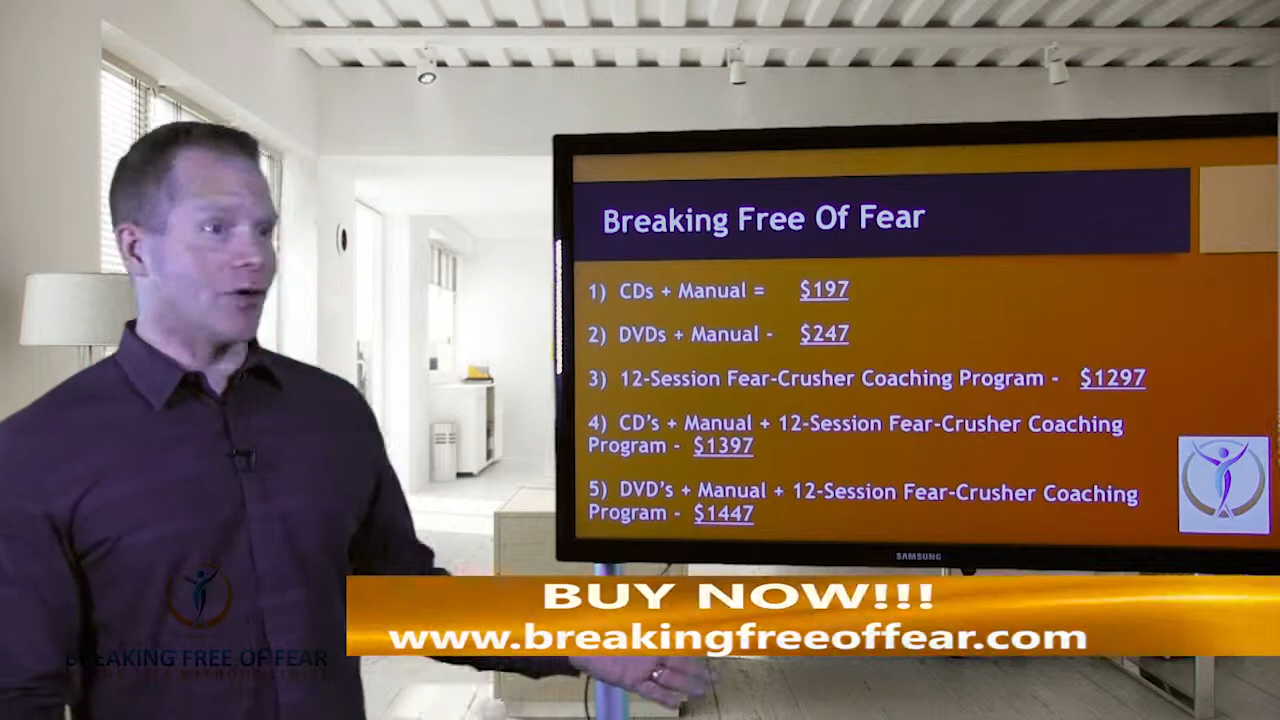 Breaking Free Of Fear
1) CDs + Manual = $197
2) DVDs + Manual - $247
3) 12-Session Fear-Crusher Coaching Program - $1297
4) CD's + Manual + 12-Session Fear-Crusher Coaching
Program - $1397
5) DVD's + Manual + 12-Session Fear-Crusher Coaching
Program - $1447
SAMSUNG
BUY NOW!!!
www.breakingfreeoffear.com
BREAKING FREE OF FEAR